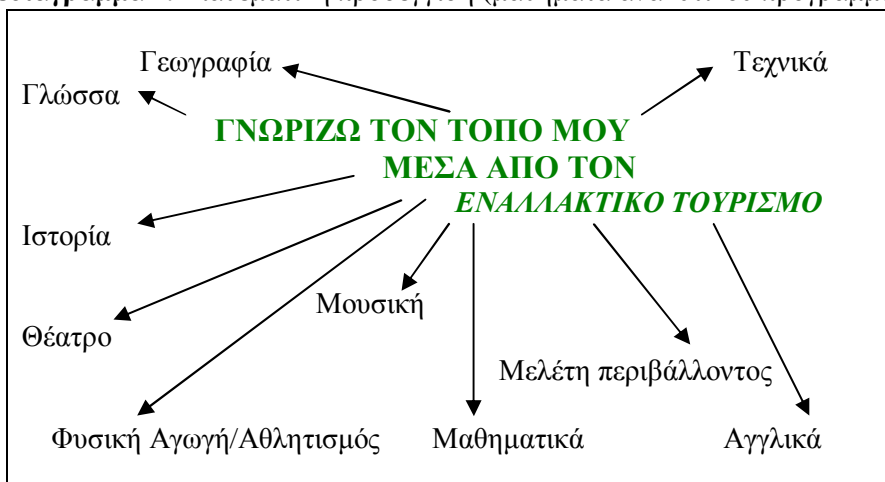 Γεωγραφία
Τεχνικά
Γλώσσα
ΓΝΩΡΙΖΩ ΤΟΝ ΤΟΠΟ ΜΟΥ
ΜΕΣΑ ΑΠΟ ΤΟΝ
ΕΝΑΛΛΑΚΤΙΚΟ ΤΟΥΡΙΣΜΟ
Ιστορία
Μουσική
Θέατρο
Μελέτη περιβάλλοντος
Φυσική Αγωγή/Αθλητισμός
Μαθηματικά
Αγγλικά